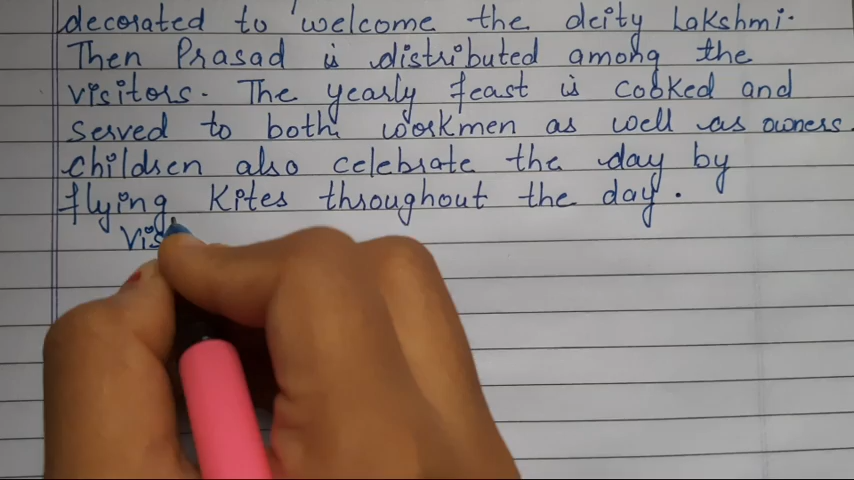 decorated to welcome the deity Lakshmi.
Then Prasad is distributed among the
visitors. The yearly feast is cooked and
served to both workmen as well as owners.
children also celebrate the day by
flying Kites throughout the day.
Vis